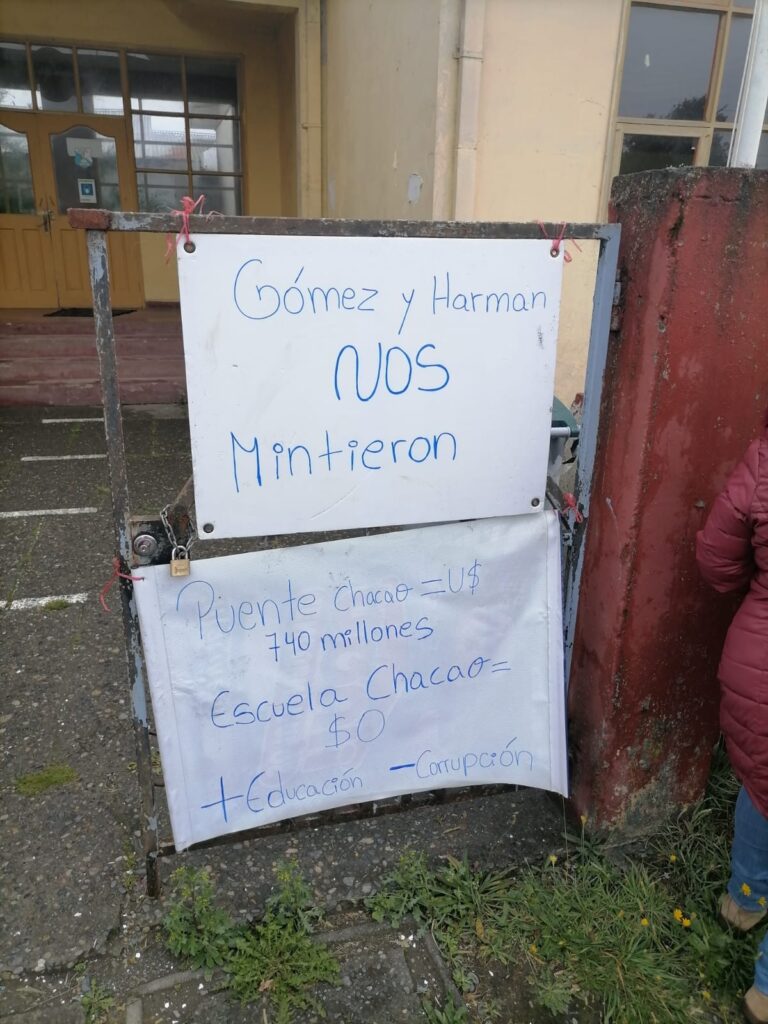 Gómez y Harman
NOS
Mintieron
Puente Chacao = U$
740 millones
Escuela Chacao =
$0
+Educación -Corrupción